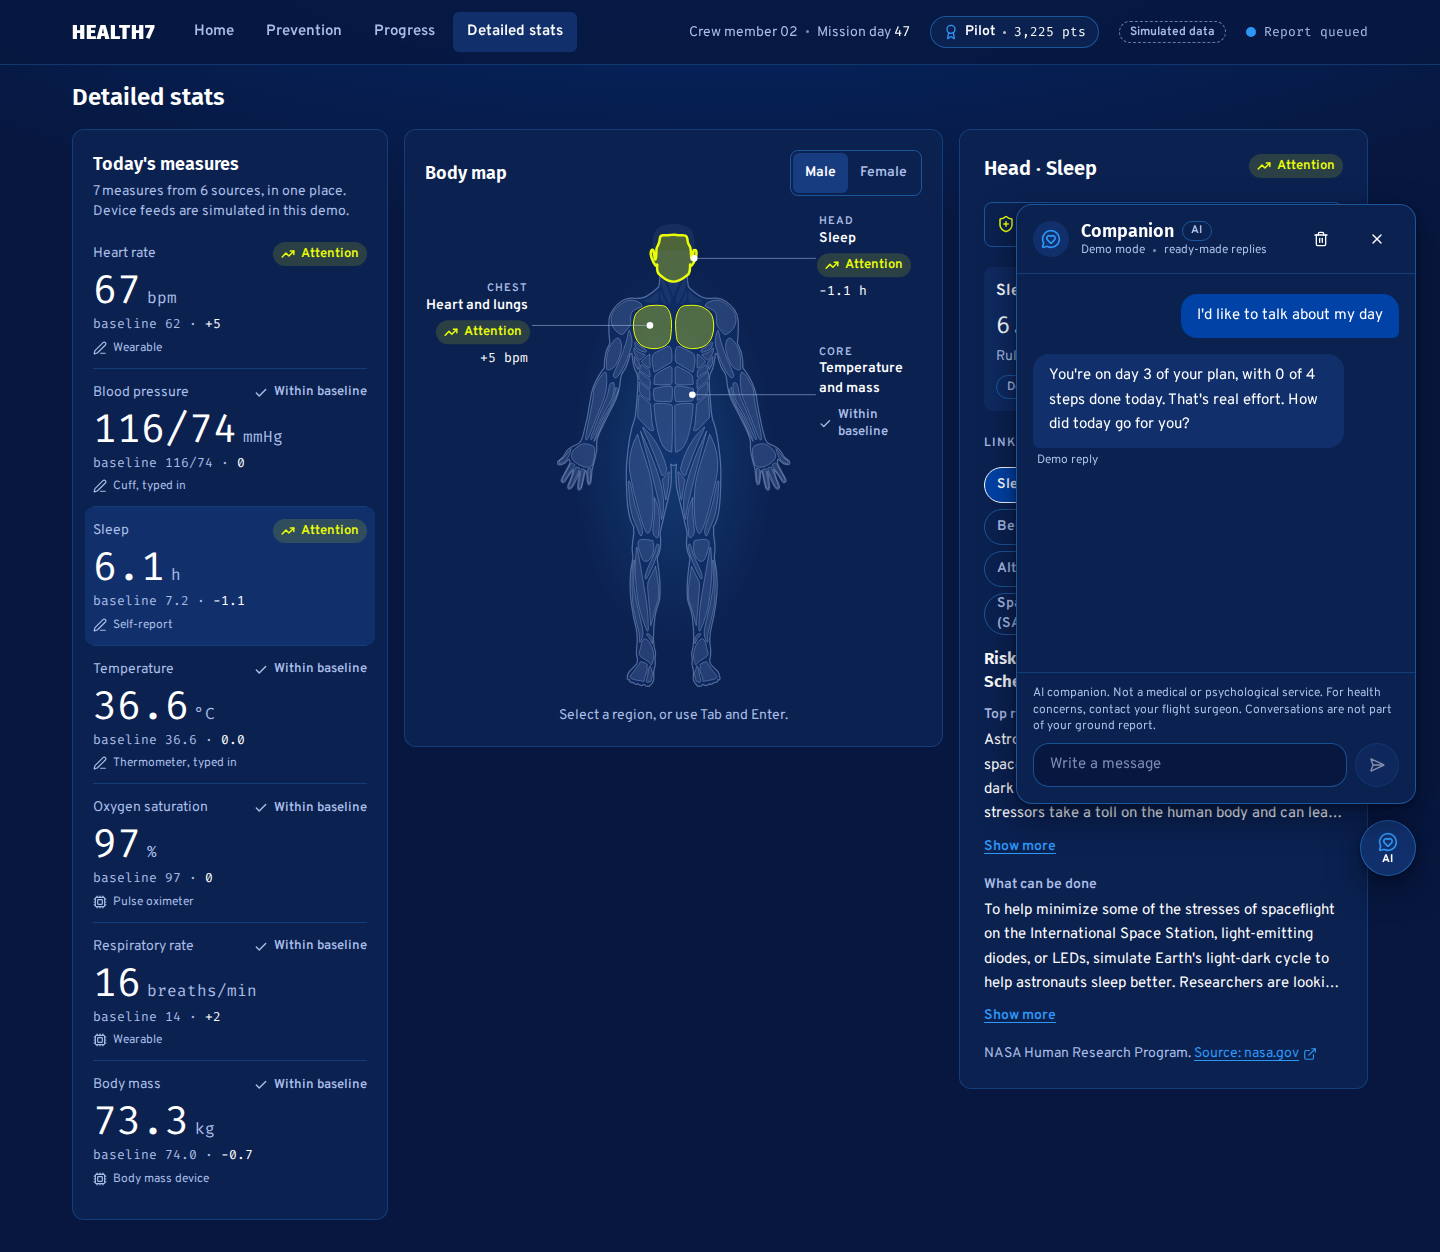 HEALTH7
Home
Prevention
Progress
Detailed stats
Crew member 02 • Mission day 47
Pilot • 3,225 pts
Simulated data
Report queued
Detailed stats
Today's measures
7 measures from 6 sources, in one place.
Device feeds are simulated in this demo.
Heart rate
Attention
67 bpm
baseline 62 · +5
Wearable
Blood pressure
Within baseline
116/74 mmHg
baseline 116/74 · 0
Cuff, typed in
Sleep
Attention
6.1 h
baseline 7.2 · −1.1
Self-report
Temperature
Within baseline
36.6 °C
baseline 36.6 · 0.0
Thermometer, typed in
Oxygen saturation
Within baseline
97 %
baseline 97 · 0
Pulse oximeter
Respiratory rate
Within baseline
16 breaths/min
baseline 14 · +2
Wearable
Body mass
Within baseline
73.3 kg
baseline 74.0 · −0.7
Body mass device
Body map
Male
Female
HEAD
Sleep
Attention
−1.1 h
CHEST
Heart and lungs
Attention
+5 bpm
CORE
Temperature
and mass
Within
baseline
Select a region, or use Tab and Enter.
Head · Sleep
Attention
Companion AI
Demo mode • ready-made replies
I'd like to talk about my day
You're on day 3 of your plan, with 0 of 4
steps done today. That's real effort. How
did today go for you?
Demo reply
AI companion. Not a medical or psychological service. For health
concerns, contact your flight surgeon. Conversations are not part
of your ground report.
Write a message
AI
Risk
Top r
dark
stressors take a toll on the human body and can lea…
Show more
What can be done
To help minimize some of the stresses of spaceflight
on the International Space Station, light-emitting
diodes, or LEDs, simulate Earth's light-dark cycle to
help astronauts sleep better. Researchers are looki…
Show more
NASA Human Research Program. Source: nasa.gov